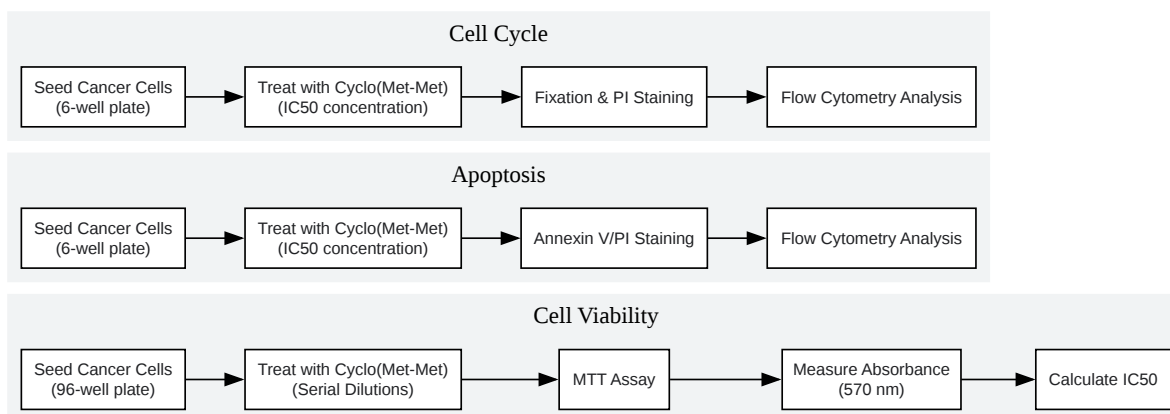 Cell Cycle
Seed Cancer Cells
(6-well plate)
Treat with Cyclo(Met-Met)
(IC50 concentration)
Fixation & PI Staining
Flow Cytometry Analysis
Apoptosis
Seed Cancer Cells
(6-well plate)
Treat with Cyclo(Met-Met)
(IC50 concentration)
Annexin V/PI Staining
Flow Cytometry Analysis
Cell Viability
Seed Cancer Cells
(96-well plate)
Treat with Cyclo(Met-Met)
(Serial Dilutions)
MTT Assay
Measure Absorbance
(570 nm)
Calculate IC50